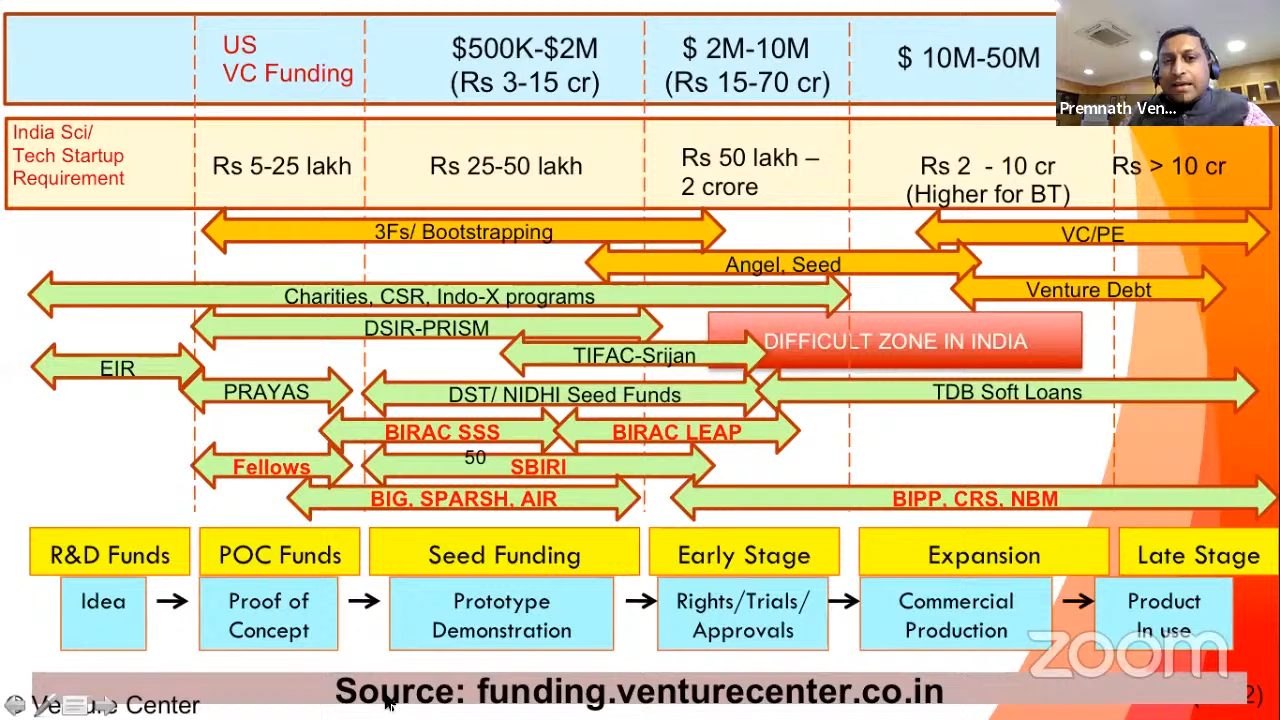 US
VC Funding
$500K-$2M
(Rs 3-15 cr)
$ 2M-10M
(Rs 15-70 cr)
$ 10M-50M
Premnath Ven...
India Sci/
Tech Startup
Requirement
Rs 5-25 lakh
Rs 25-50 lakh
Rs 50 lakh –
2 crore
Rs 2 - 10 cr
(Higher for BT)
Rs > 10 cr
3Fs/ Bootstrapping
VC/PE
Angel, Seed
Charities, CSR, Indo-X programs
Venture Debt
DSIR-PRISM
DIFFICULT ZONE IN INDIA
TIFAC-Srijan
EIR
PRAYAS
DST/ NIDHI Seed Funds
TDB Soft Loans
BIRAC SSS
BIRAC LEAP
50
Fellows
SBIRI
BIG, SPARSH, AIR
BIPP, CRS, NBM
R&D Funds
POC Funds
Seed Funding
Early Stage
Expansion
Late Stage
Idea
Proof of
Concept
Prototype
Demonstration
Rights/Trials/
Approvals
Commercial
Production
Product
In use
zoom
Source: funding.venturecenter.co.in
Center